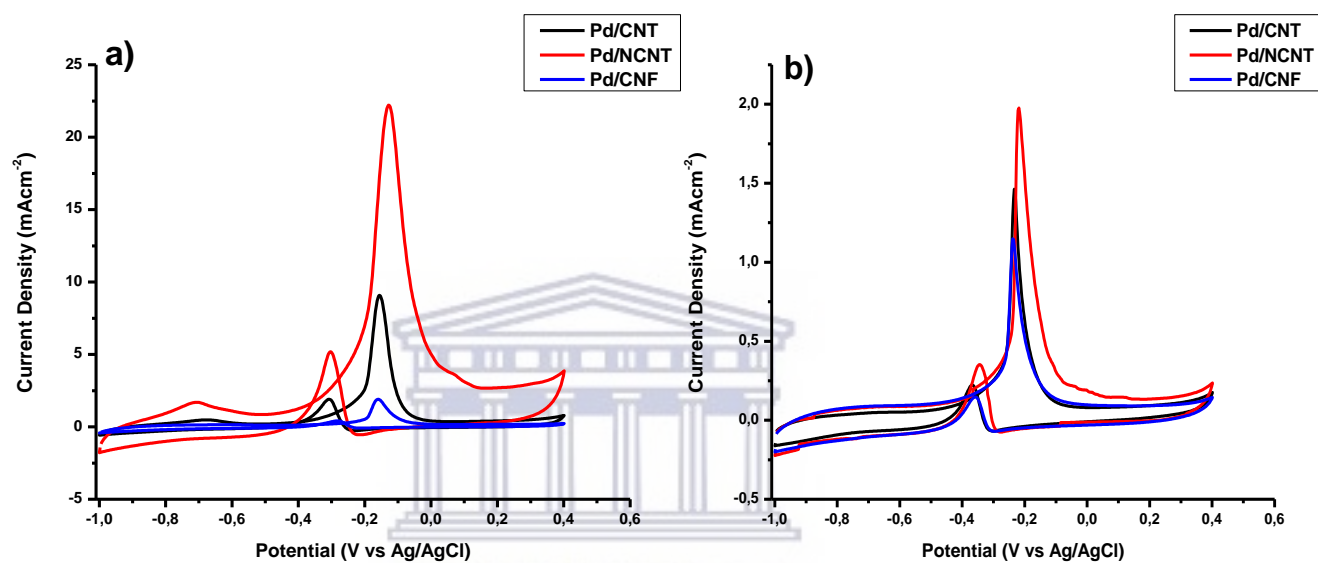 a)
Pd/CNT
Pd/NCNT
Pd/CNF
25
20
15
10
5
0
-5
Current Density (mAcm⁻²)
-1,0 -0,8 -0,6 -0,4 -0,2 0,0 0,2 0,4 0,6
Potential (V vs Ag/AgCl)
b)
Pd/CNT
Pd/NCNT
Pd/CNF
2,0
1,5
1,0
0,5
0,0
-0,5
Current Density (mAcm⁻²)
-1,0 -0,8 -0,6 -0,4 -0,2 0,0 0,2 0,4 0,6
Potential (V vs Ag/AgCl)